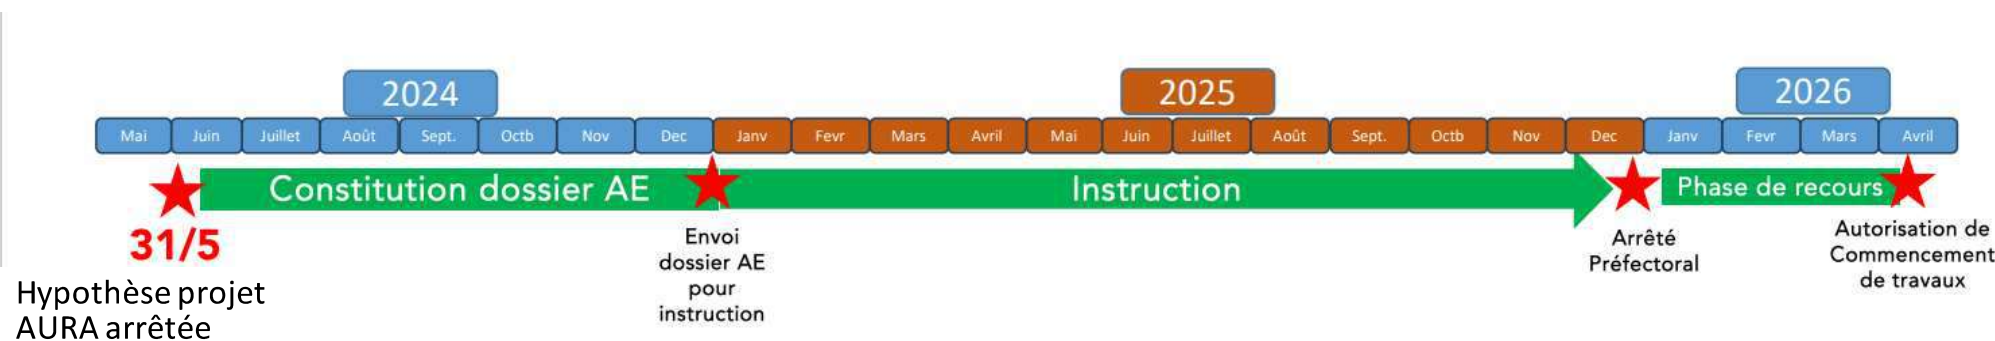 2024
2025
2026
Mai Juin Juillet Août Sept. Octb Nov Dec Janv Fevr Mars Avril Mai Juin Juillet Août Sept. Octb Nov Dec Janv Fevr Mars Avril
Constitution dossier AE
Instruction
Phase de recours
31/5
Hypothèse projet
AURA arrêtée
Envoi
dossier AE
pour
instruction
Arrêté
Préfectoral
Autorisation de
Commencement
de travaux